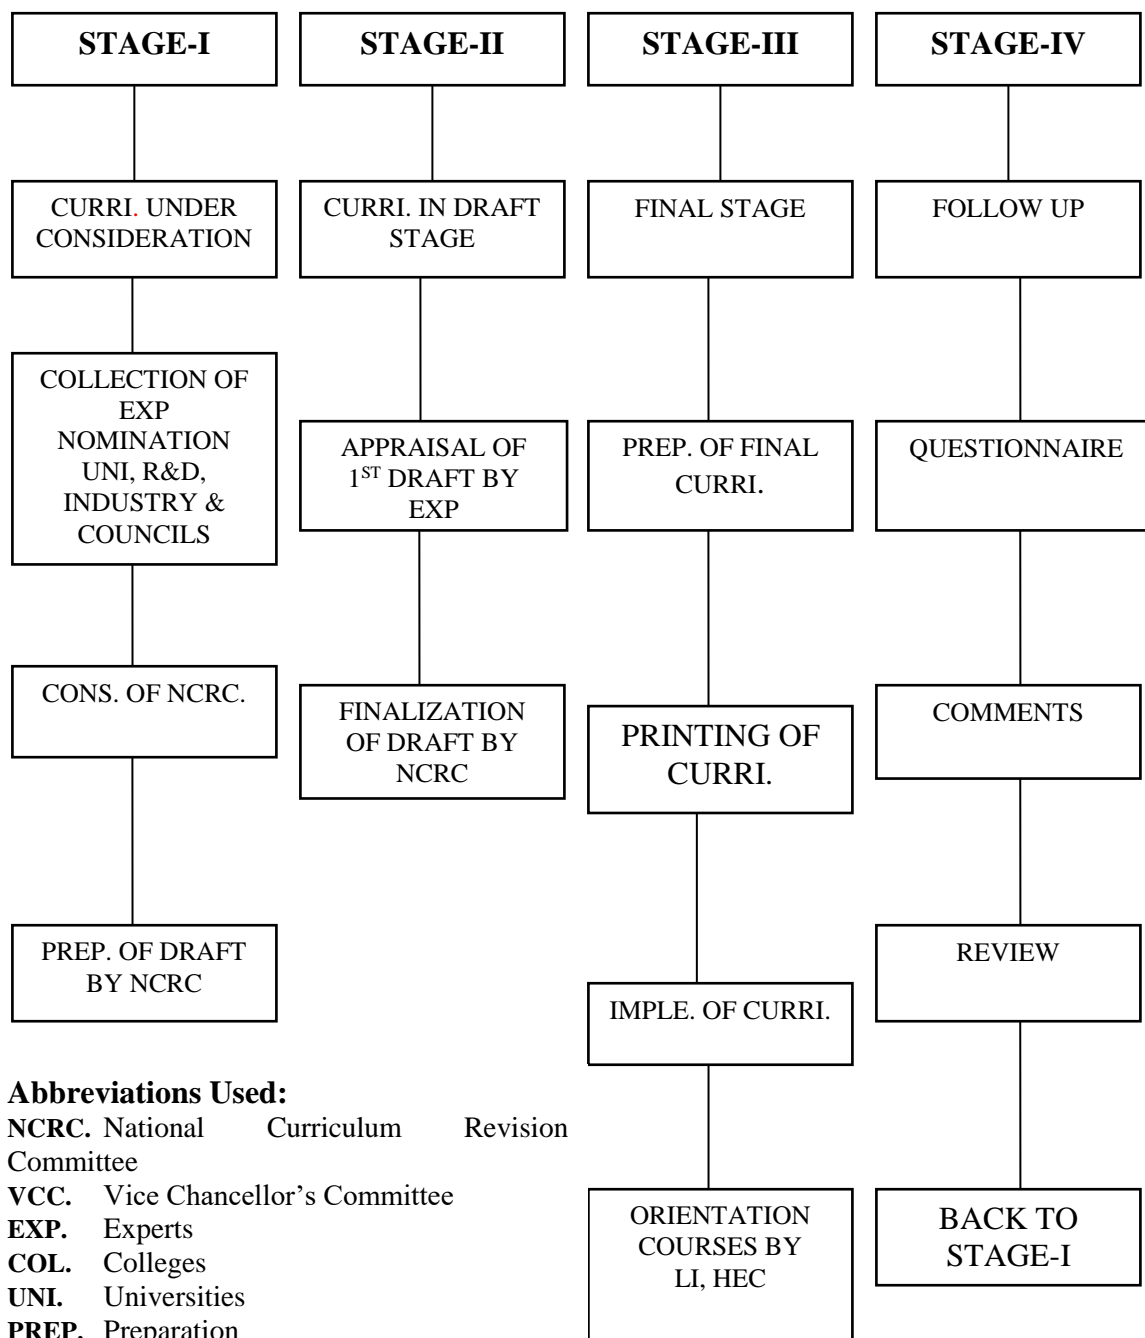 STAGE-I
CURRI. UNDER
CONSIDERATION
COLLECTION OF
EXP
NOMINATION
UNI, R&D,
INDUSTRY &
COUNCILS
CONS. OF NCRC.
PREP. OF DRAFT
BY NCRC
STAGE-II
CURRI. IN DRAFT
STAGE
APPRAISAL OF
1ST DRAFT BY
EXP
FINALIZATION
OF DRAFT BY
NCRC
STAGE-III
FINAL STAGE
PREP. OF FINAL
CURRI.
PRINTING OF
CURRI.
IMPLE. OF CURRI.
ORIENTATION
COURSES BY
LI, HEC
STAGE-IV
FOLLOW UP
QUESTIONNAIRE
COMMENTS
REVIEW
BACK TO
STAGE-I
Abbreviations Used:
NCRC. National Curriculum Revision
Committee
VCC. Vice Chancellor’s Committee
EXP. Experts
COL. Colleges
UNI. Universities
PREP. Preparation